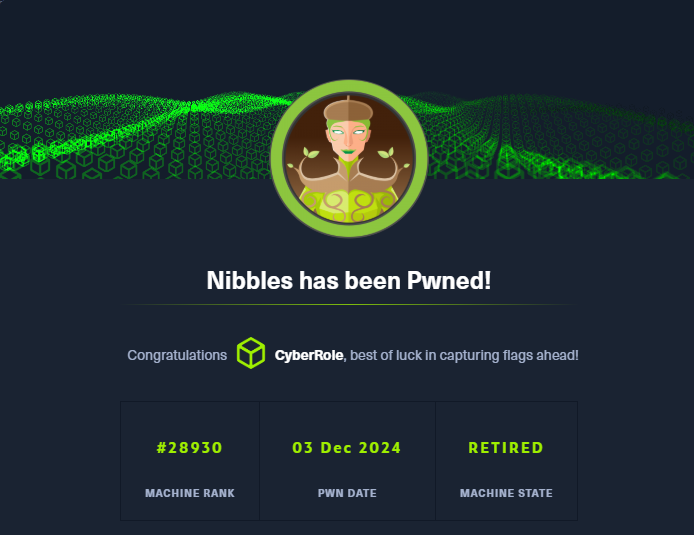 Nibbles has been Pwned!
Congratulations CyberRole, best of luck in capturing flags ahead!
#28930 03 Dec 2024 RETIRED
MACHINE RANK PWN DATE MACHINE STATE